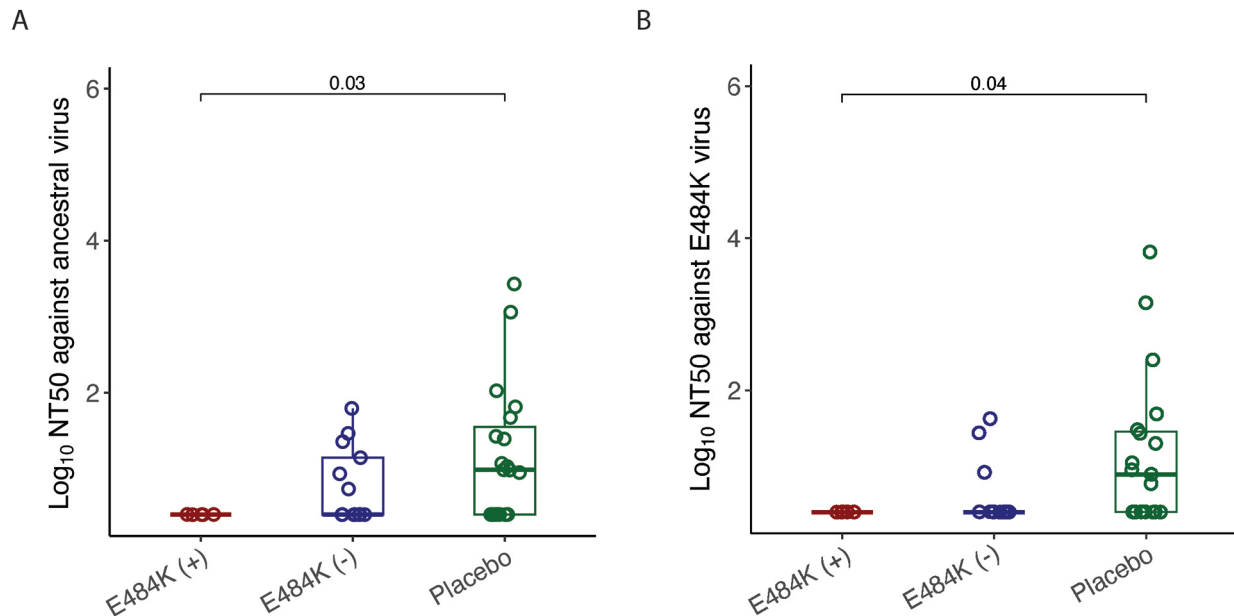 A
Log10 NT50 against ancestral virus
6
4
2
0.03
E484K (+)
E484K (-)
Placebo
B
Log10 NT50 against E484K virus
6
4
2
0.04
E484K (+)
E484K (-)
Placebo